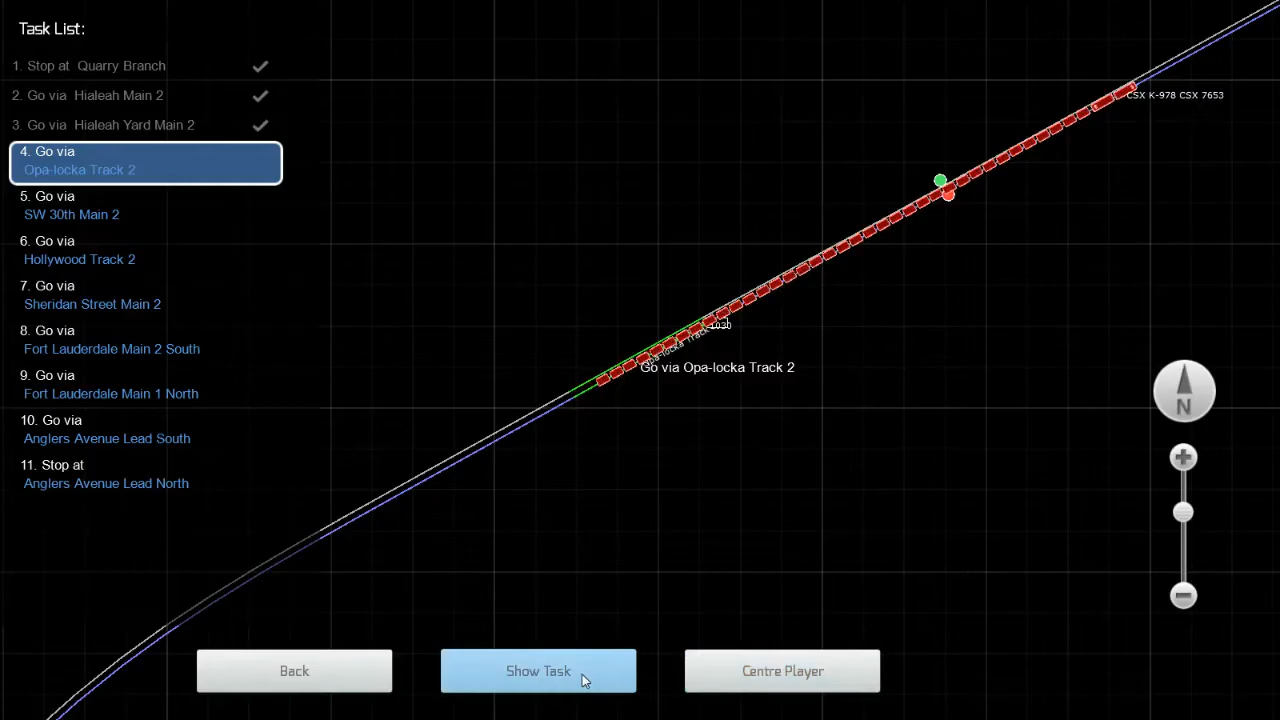 Task List:
1. Stop at Quarry Branch
2. Go via Hialeah Main 2
3. Go via Hialeah Yard Main 2
4. Go via
Opa-locka Track 2
5. Go via
SW 30th Main 2
6. Go via
Hollywood Track 2
7. Go via
Sheridan Street Main 2
8. Go via
Fort Lauderdale Main 2 South
9. Go via
Fort Lauderdale Main 1 North
10. Go via
Anglers Avenue Lead South
11. Stop at
Anglers Avenue Lead North
CSX K-978 CSX 7653
1030
Opa-locka Track
Go via Opa-locka Track 2
N
Back
Show Task
Centre Player